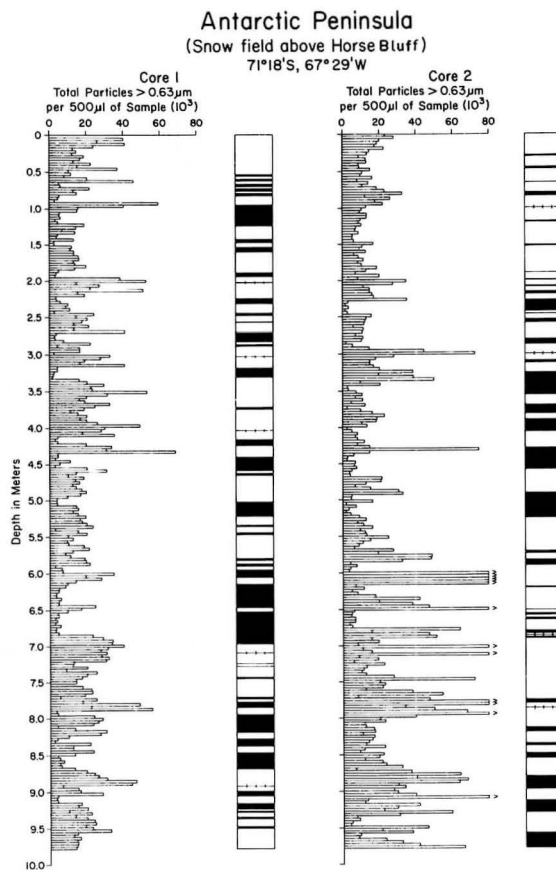 Antarctic Peninsula
(Snow field above Horse Bluff)
71°18'S, 67°29'W
Core 1
Total Particles > 0.63μm
per 500μl of Sample (10³)
0 20 40 60 80
Core 2
Total Particles > 0.63μm
per 500μl of Sample (10³)
0 20 40 60 80
Depth in Meters
0
0.5
1.0
1.5
2.0
2.5
3.0
3.5
4.0
4.5
5.0
5.5
6.0
6.5
7.0
7.5
8.0
8.5
9.0
9.5
10.0